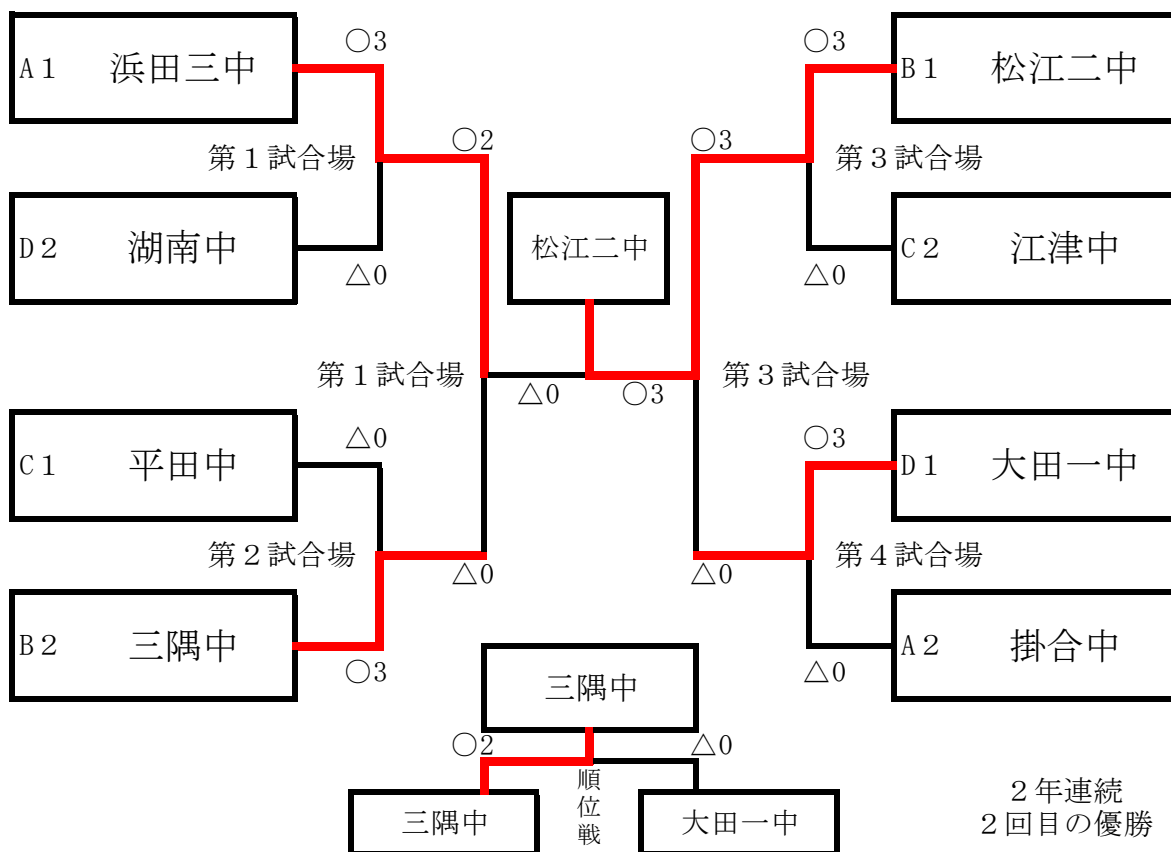 ○3
○3
A1 浜田三中
B1 松江二中
○2
○3
第1試合場
第3試合場
D2 湖南中
松江二中
C2 江津中
△0
△0
第1試合場
△0
○3
第3試合場
△0
○3
C1 平田中
D1 大田一中
第2試合場
△0
△0
第4試合場
B2 三隅中
A2 掛合中
○3
△0
三隅中
○2
△0
順位戦
三隅中
大田一中
2年連続
2回目の優勝